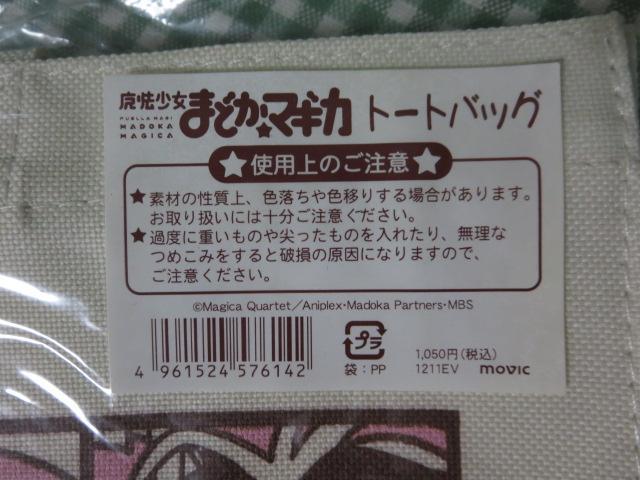 魔法少女 まどか☆マギカ トートバッグ
PUELLA MAGI
MADOKA
MAGICA
★使用上のご注意★
★素材の性質上、色落ちや色移りする場合があります。
お取り扱いには十分ご注意ください。
★過度に重いものや尖ったものを入れたり、無理な
つめこみをすると破損の原因になりますので、
ご注意ください。
©Magica Quartet／Aniplex・Madoka Partners・MBS
4 961524 576142
プラ
袋：PP
1,050円(税込)
1211EV movic